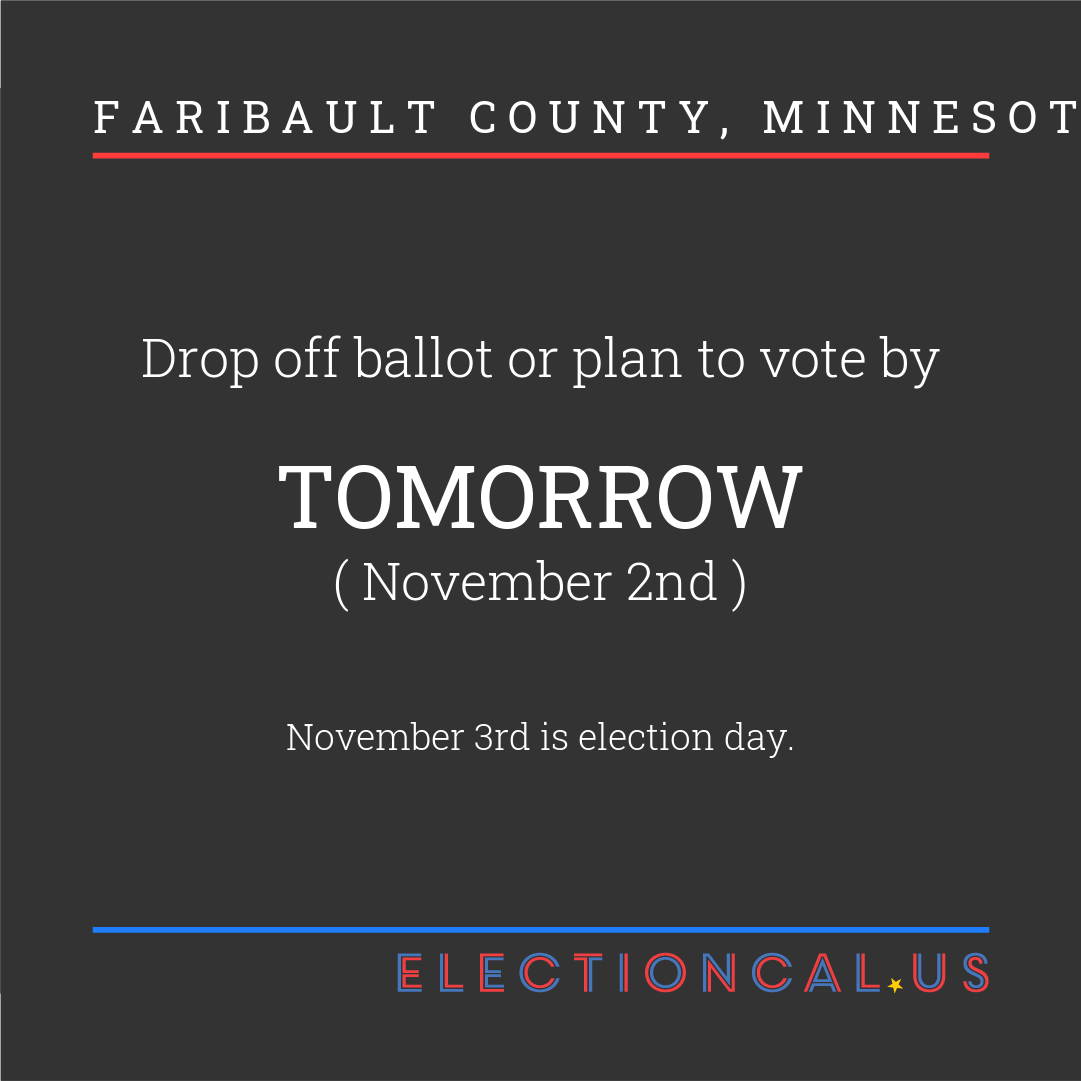 FARIBAULT COUNTY, MINNESOT
Drop off ballot or plan to vote by
TOMORROW
( November 2nd )
November 3rd is election day.
ELECTIONCAL.US